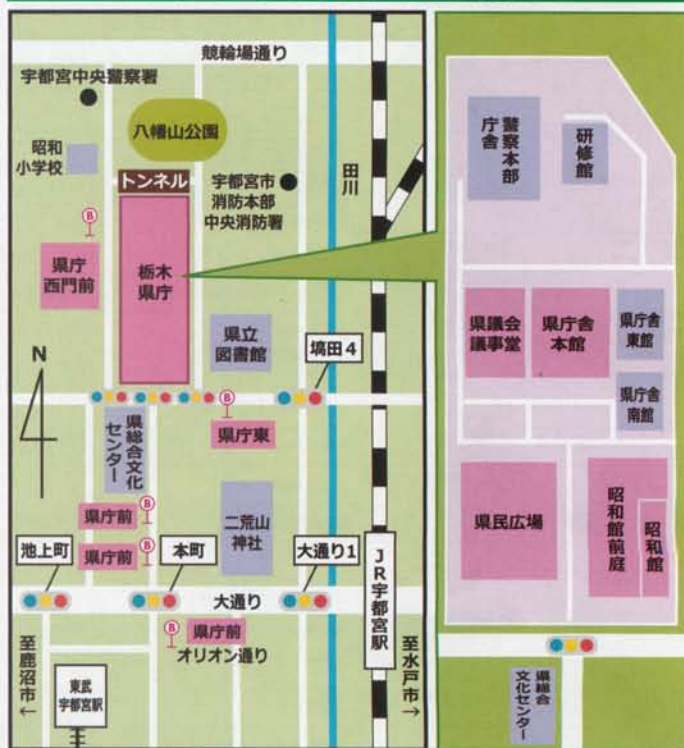 競輪場通り
宇都宮中央警察署
八幡山公園
昭和
小学校
トンネル
宇都宮市
消防本部
中央消防署
田川
B
県庁
西門前
栃木
県庁
県立
図書館
塙田4
N
B
県庁東
県総合文化
センター
B
県庁前
B
県庁前
二荒山
神社
池上町
本町
大通り1
大通り
JR宇都宮駅
B
県庁前
オリオン通り
至鹿沼市
←
東武
宇都宮駅
至水戸市
→
警察本部
庁舎
研修館
県議会
議事堂
県庁舎
本館
県庁舎
東館
県庁舎
南館
県民広場
昭和館前庭
昭和館
県総合
文化センター